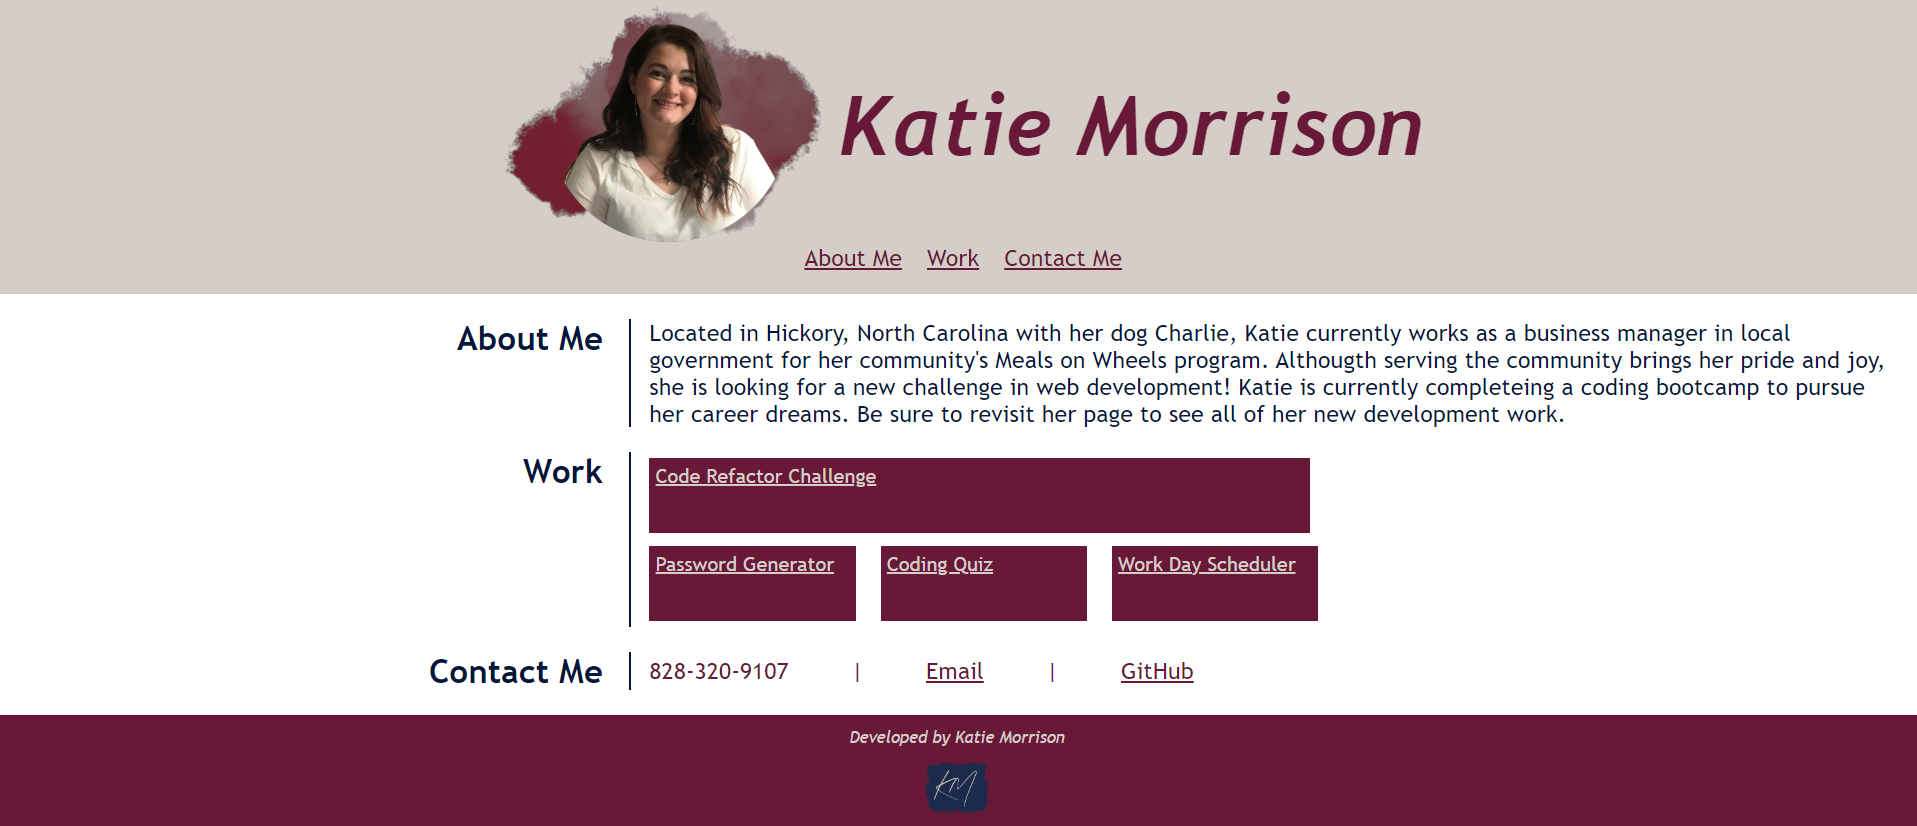 Katie Morrison
About Me Work Contact Me
About Me
Located in Hickory, North Carolina with her dog Charlie, Katie currently works as a business manager in local
government for her community's Meals on Wheels program. Althougth serving the community brings her pride and joy,
she is looking for a new challenge in web development! Katie is currently completeing a coding bootcamp to pursue
her career dreams. Be sure to revisit her page to see all of her new development work.
Work
Code Refactor Challenge
Password Generator Coding Quiz Work Day Scheduler
Contact Me
828-320-9107 | Email | GitHub
Developed by Katie Morrison
KM